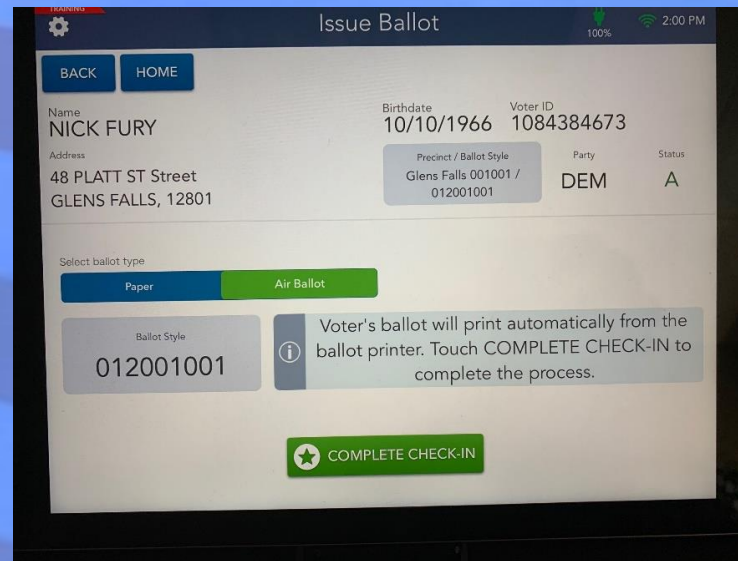 TRAINING
Issue Ballot
100%
2:00 PM
BACK
HOME
Name
NICK FURY
Birthdate
10/10/1966
Voter ID
1084384673
Address
48 PLATT ST Street
GLENS FALLS, 12801
Precinct / Ballot Style
Glens Falls 001001 /
012001001
Party
DEM
Status
A
Select ballot type
Paper
Air Ballot
Ballot Style
012001001
Voter's ballot will print automatically from the
ballot printer. Touch COMPLETE CHECK-IN to
complete the process.
COMPLETE CHECK-IN